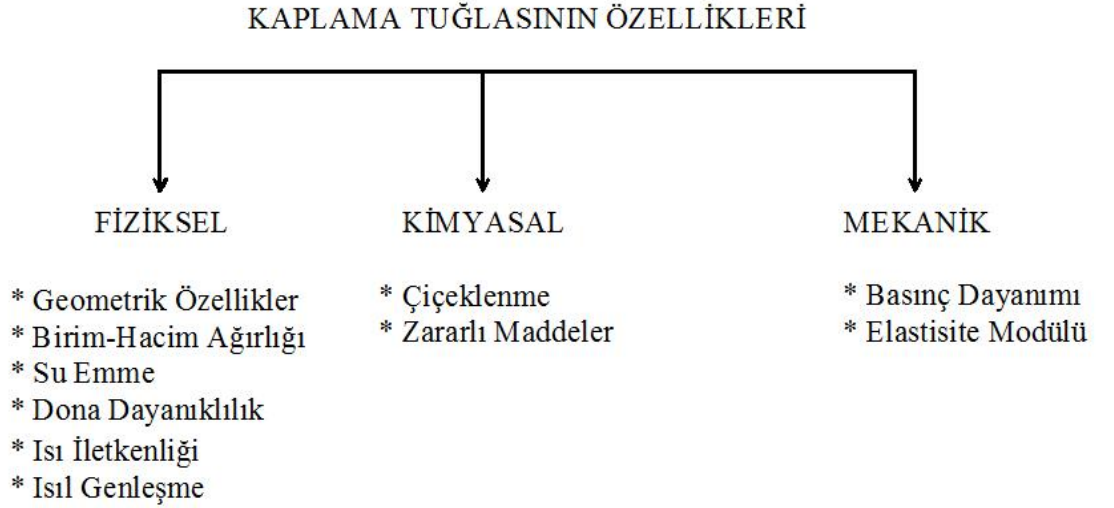 KAPLAMA TUĞLASININ ÖZELLİKLERİ
FİZİKSEL
* Geometrik Özellikler
* Birim-Hacim Ağırlığı
* Su Emme
* Dona Dayanıklılık
* Isı İletkenliği
* Isıl Genleşme
KİMYASAL
* Çiçeklenme
* Zararlı Maddeler
MEKANİK
* Basınç Dayanımı
* Elastisite Modülü